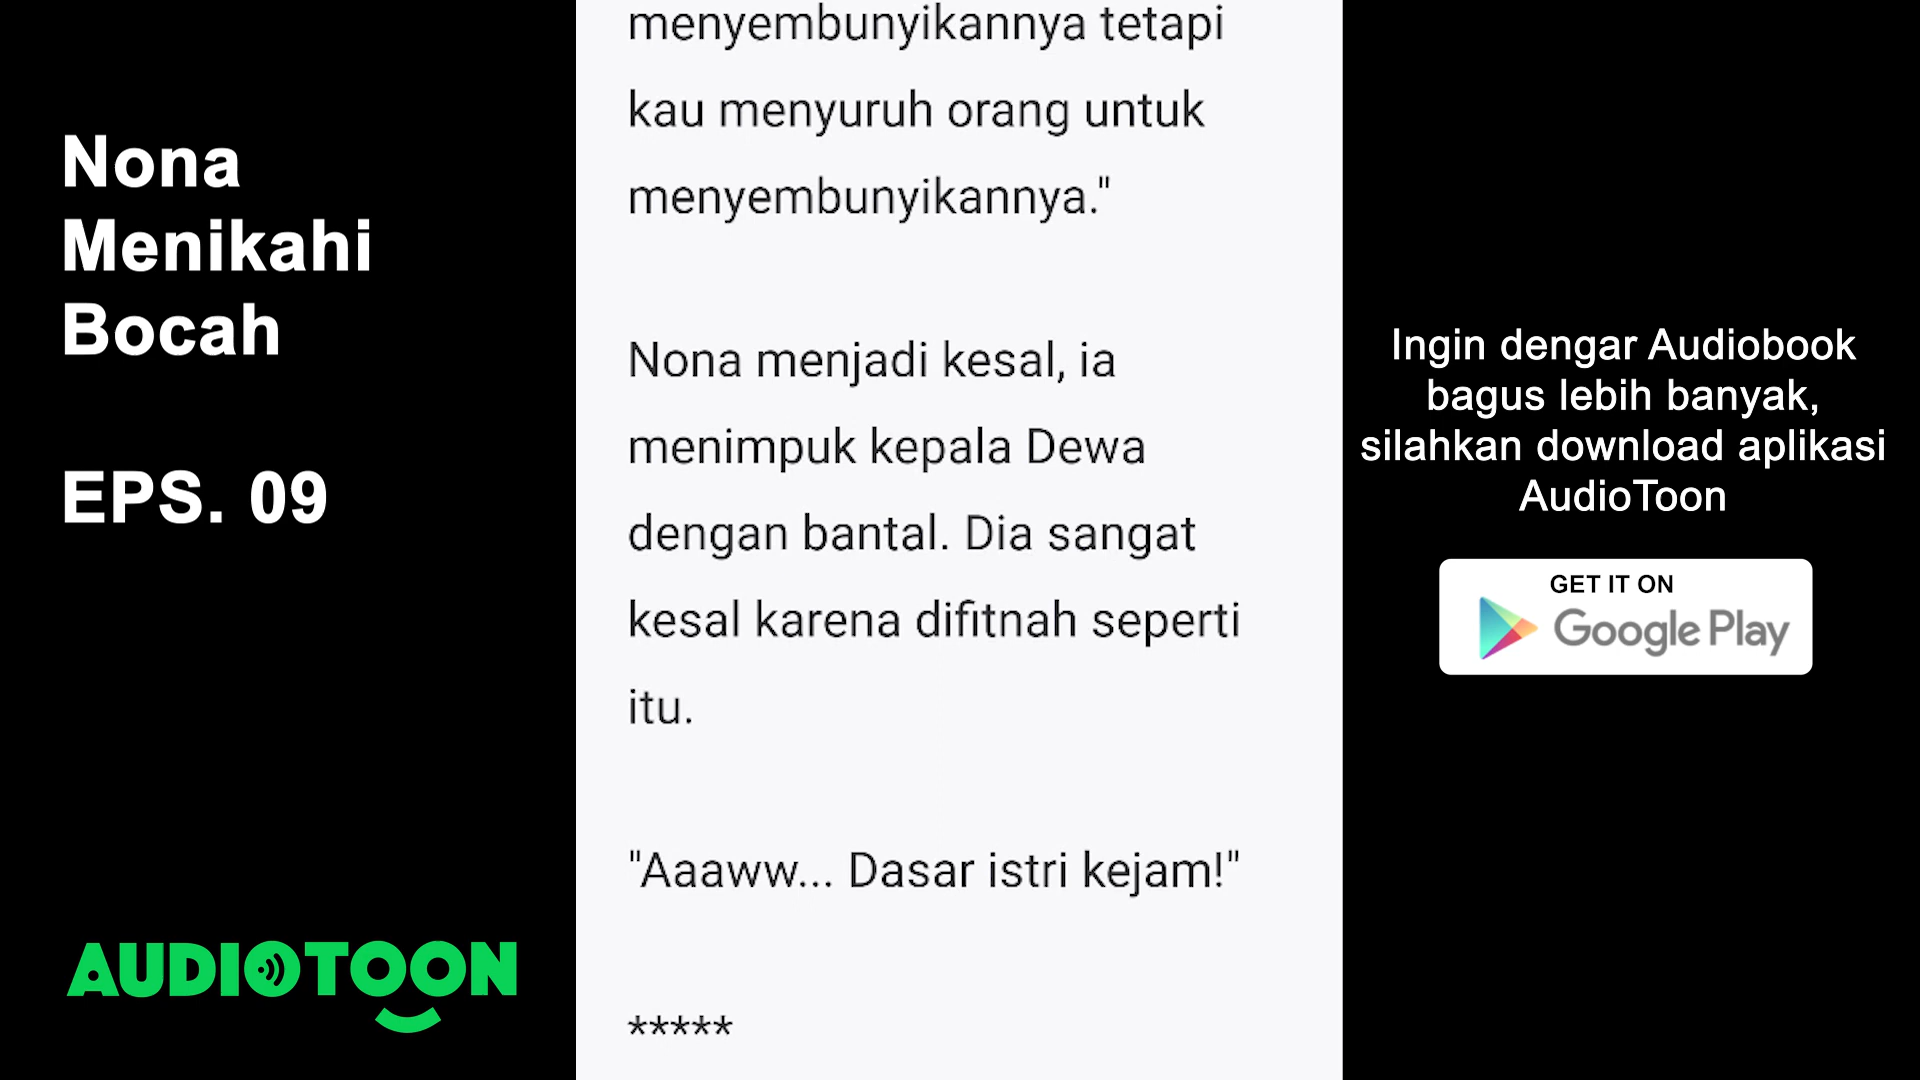 Nona
Menikahi
Bocah
EPS. 09
AUDIOTOON
menyembunyikannya tetapi
kau menyuruh orang untuk
menyembunyikannya."
Nona menjadi kesal, ia
menimpuk kepala Dewa
dengan bantal. Dia sangat
kesal karena difitnah seperti
itu.
"Aaaww... Dasar istri kejam!"
*****
Ingin dengar Audiobook
bagus lebih banyak,
silahkan download aplikasi
AudioToon
GET IT ON
Google Play